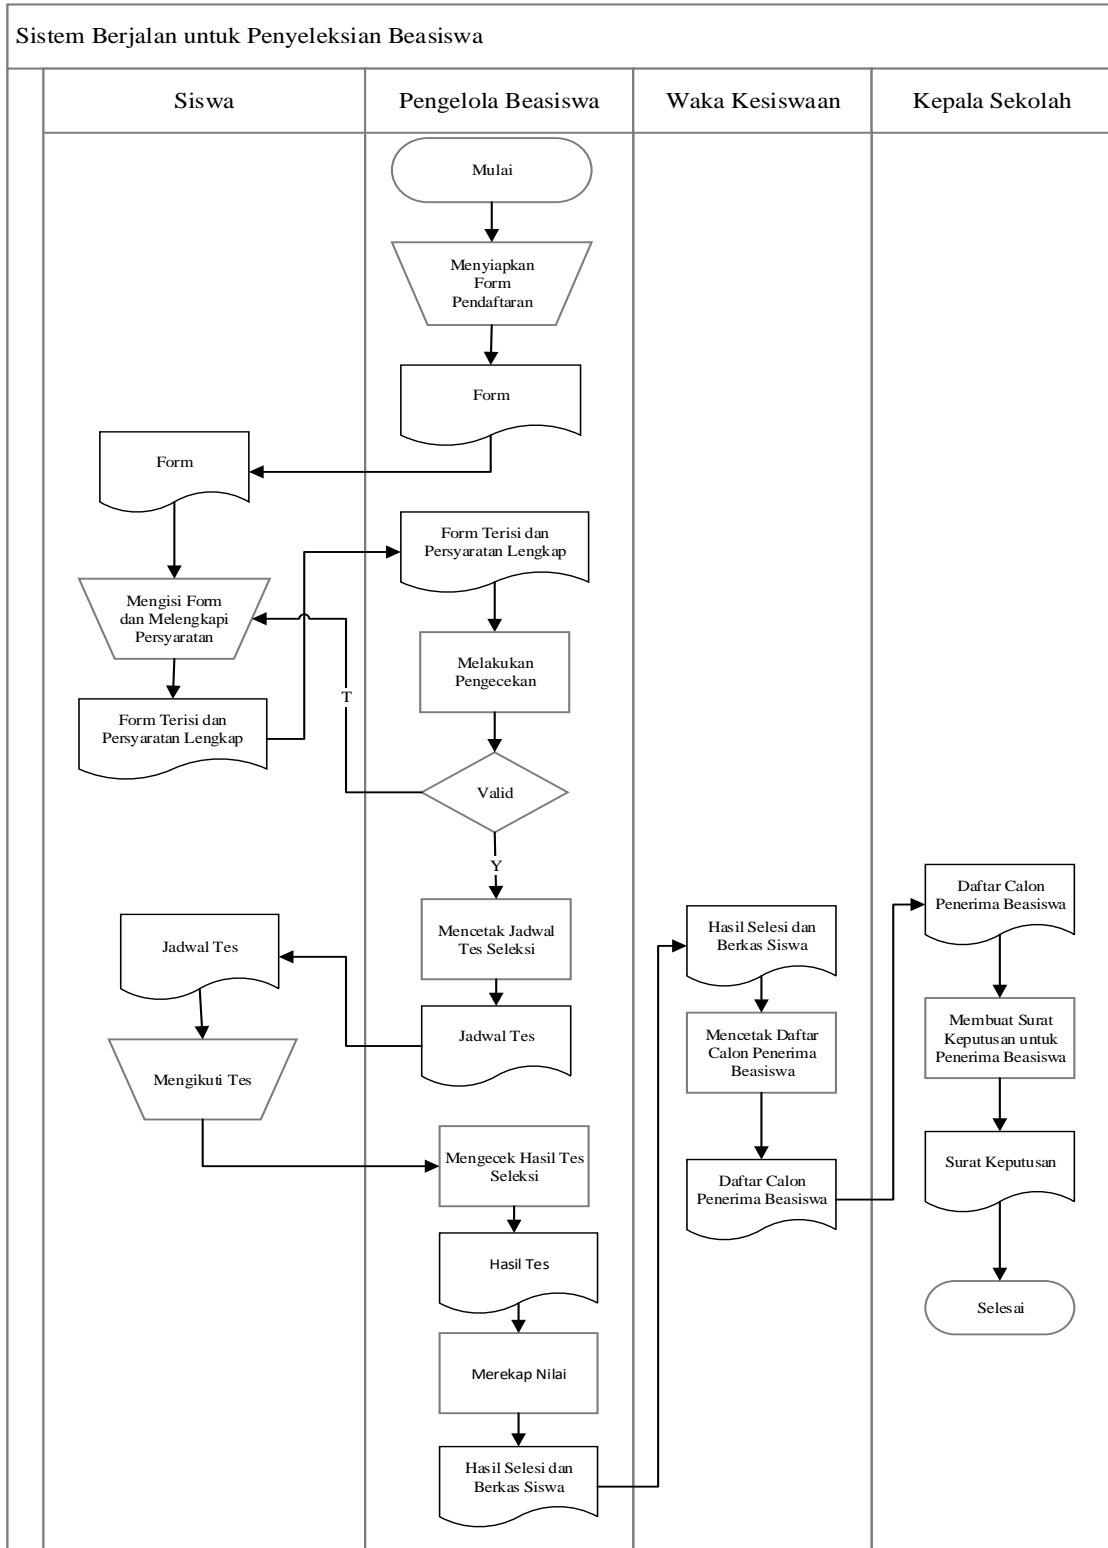 Sistem Berjalan untuk Penyeleksian Beasiswa
Siswa
Pengelola Beasiswa
Waka Kesiswaan
Kepala Sekolah
Mulai
Menyiapkan
Form
Pendaftaran
Form
Form
Form Terisi dan
Persyaratan Lengkap
Mengisi Form
dan Melengkapi
Persyaratan
Melakukan
Pengecekan
T
Form Terisi dan
Persyaratan Lengkap
Valid
Y
Daftar Calon
Penerima Beasiswa
Mencetak Jadwal
Tes Seleksi
Hasil Selesi dan
Berkas Siswa
Jadwal Tes
Membuat Surat
Keputusan untuk
Penerima Beasiswa
Jadwal Tes
Mencetak Daftar
Calon Penerima
Beasiswa
Mengikuti Tes
Mengecek Hasil Tes
Seleksi
Surat Keputusan
Daftar Calon
Penerima Beasiswa
Hasil Tes
Selesai
Merekap Nilai
Hasil Selesi dan
Berkas Siswa